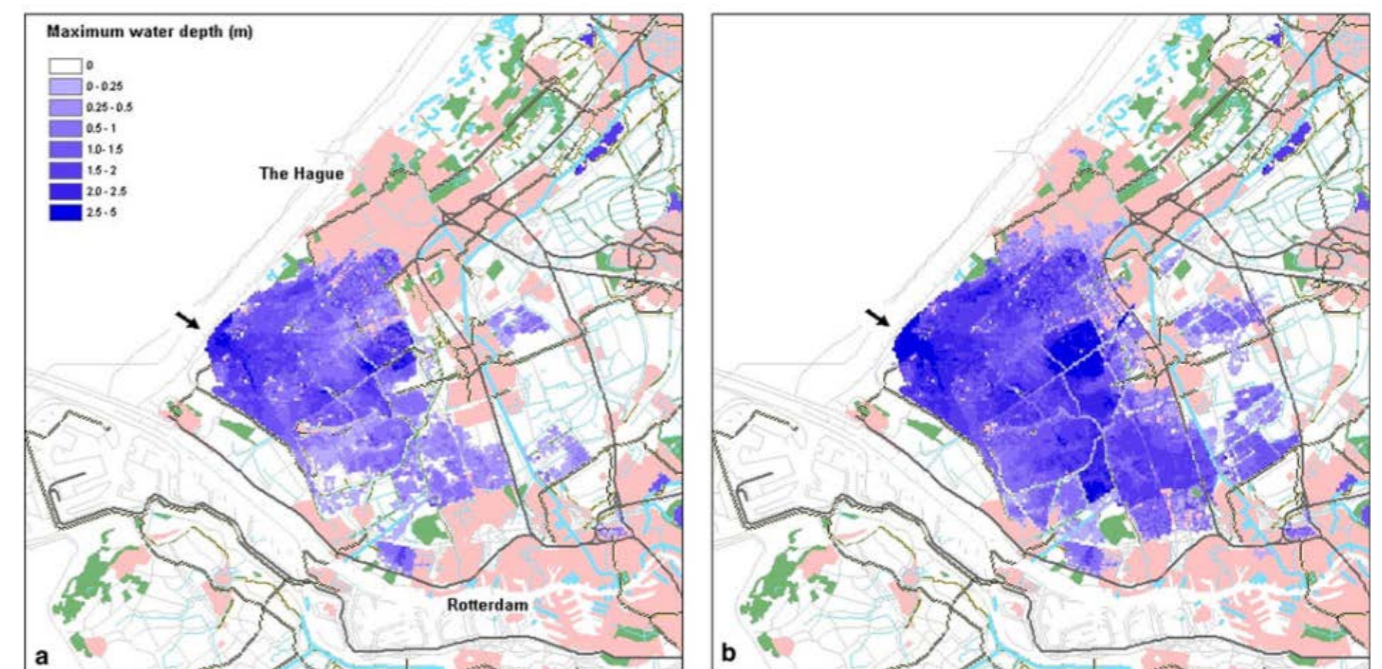 Maximum water depth (m)
0
0 - 0.25
0.25 - 0.5
0.5 - 1
1.0- 1.5
1.5 - 2
2.0 - 2.5
2.5 - 5
The Hague
Rotterdam
a
b